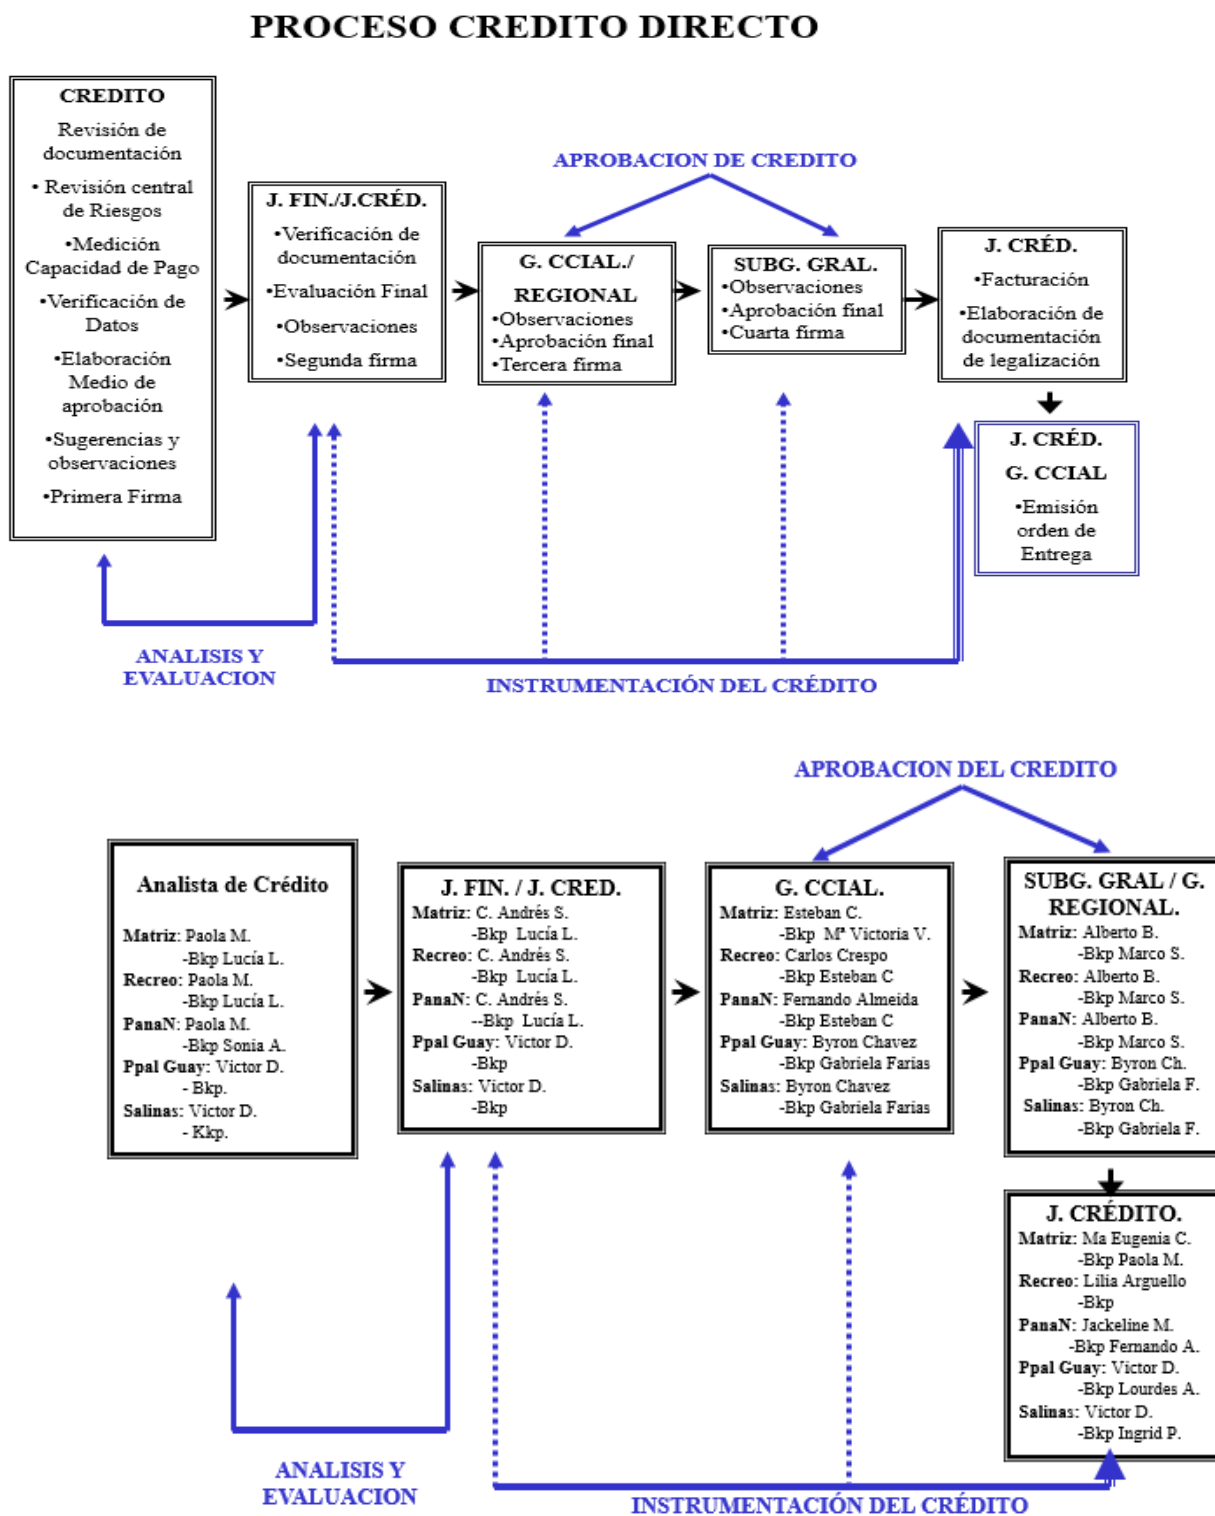 PROCESO CREDITO DIRECTO
CREDITO
Revisión de
documentación
• Revisión central
de Riesgos
•Medición
Capacidad de Pago
•Verificación de
Datos
•Elaboración
Medio de
aprobación
•Sugerencias y
observaciones
•Primera Firma
J. FIN./J.CRÉD.
•Verificación de
documentación
•Evaluación Final
•Observaciones
•Segunda firma
APROBACION DE CREDITO
G. CCIAL./
REGIONAL
•Observaciones
•Aprobación final
•Tercera firma
SUBG. GRAL.
•Observaciones
•Aprobación final
•Cuarta firma
J. CRÉD.
•Facturación
•Elaboración de
documentación
de legalización
J. CRÉD.
G. CCIAL
•Emisión
orden de
Entrega
ANALISIS Y
EVALUACION
INSTRUMENTACIÓN DEL CRÉDITO
APROBACION DEL CREDITO
Analista de Crédito
Matriz: Paola M.
-Bkp Lucía L.
Recreo: Paola M.
-Bkp Lucía L.
PanaN: Paola M.
-Bkp Sonia A.
Ppal Guay: Victor D.
- Bkp.
Salinas: Victor D.
- Kkp.
J. FIN. / J. CRED.
Matriz: C. Andrés S.
-Bkp Lucía L.
Recreo: C. Andrés S.
-Bkp Lucía L.
PanaN: C. Andrés S.
--Bkp Lucía L.
Ppal Guay: Victor D.
-Bkp
Salinas: Victor D.
-Bkp
G. CCIAL.
Matriz: Esteban C.
-Bkp Mª Victoria V.
Recreo: Carlos Crespo
-Bkp Esteban C
PanaN: Fernando Almeida
-Bkp Esteban C
Ppal Guay: Byron Chavez
-Bkp Gabriela Farias
Salinas: Byron Chavez
-Bkp Gabriela Farias
SUBG. GRAL / G.
REGIONAL.
Matriz: Alberto B.
-Bkp Marco S.
Recreo: Alberto B.
-Bkp Marco S.
PanaN: Alberto B.
-Bkp Marco S.
Ppal Guay: Byron Ch.
-Bkp Gabriela F.
Salinas: Byron Ch.
-Bkp Gabriela F.
J. CRÉDITO.
Matriz: Ma Eugenia C.
-Bkp Paola M.
Recreo: Lilia Arguello
-Bkp
PanaN: Jackeline M.
-Bkp Fernando A.
Ppal Guay: Victor D.
-Bkp Lourdes A.
Salinas: Victor D.
-Bkp Ingrid P.
ANALISIS Y
EVALUACION
INSTRUMENTACIÓN DEL CRÉDITO